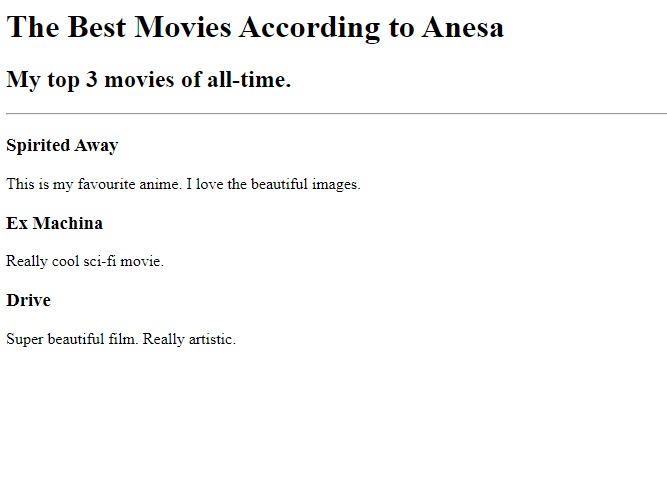 The Best Movies According to Anesa
My top 3 movies of all-time.
Spirited Away
This is my favourite anime. I love the beautiful images.
Ex Machina
Really cool sci-fi movie.
Drive
Super beautiful film. Really artistic.